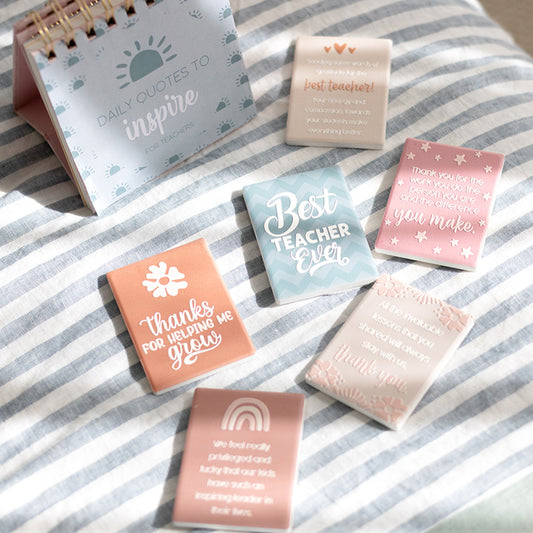 DAILY QUOTES TO
inspire
FOR TEACHERS
Sending some words of
gratitude for the
best teacher!
Your energy and
compassion towards
your students make
everything better.
Thank you for the
work you do, the
person you are
and the difference
you make.
Best
TEACHER
Ever
thanks
FOR HELPING ME
grow
All the invaluable
lessons that you
shared will always
stay with us,
thank you.
We feel really
privileged and
lucky that our kids
have such an
inspiring leader in
their lives.